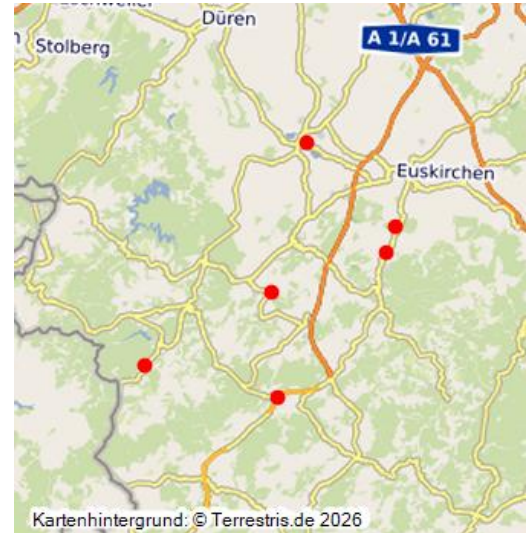 Düren
Stolberg
A 1/A 61
Euskirchen
Kartenhintergrund: © Terrestris.de 2026